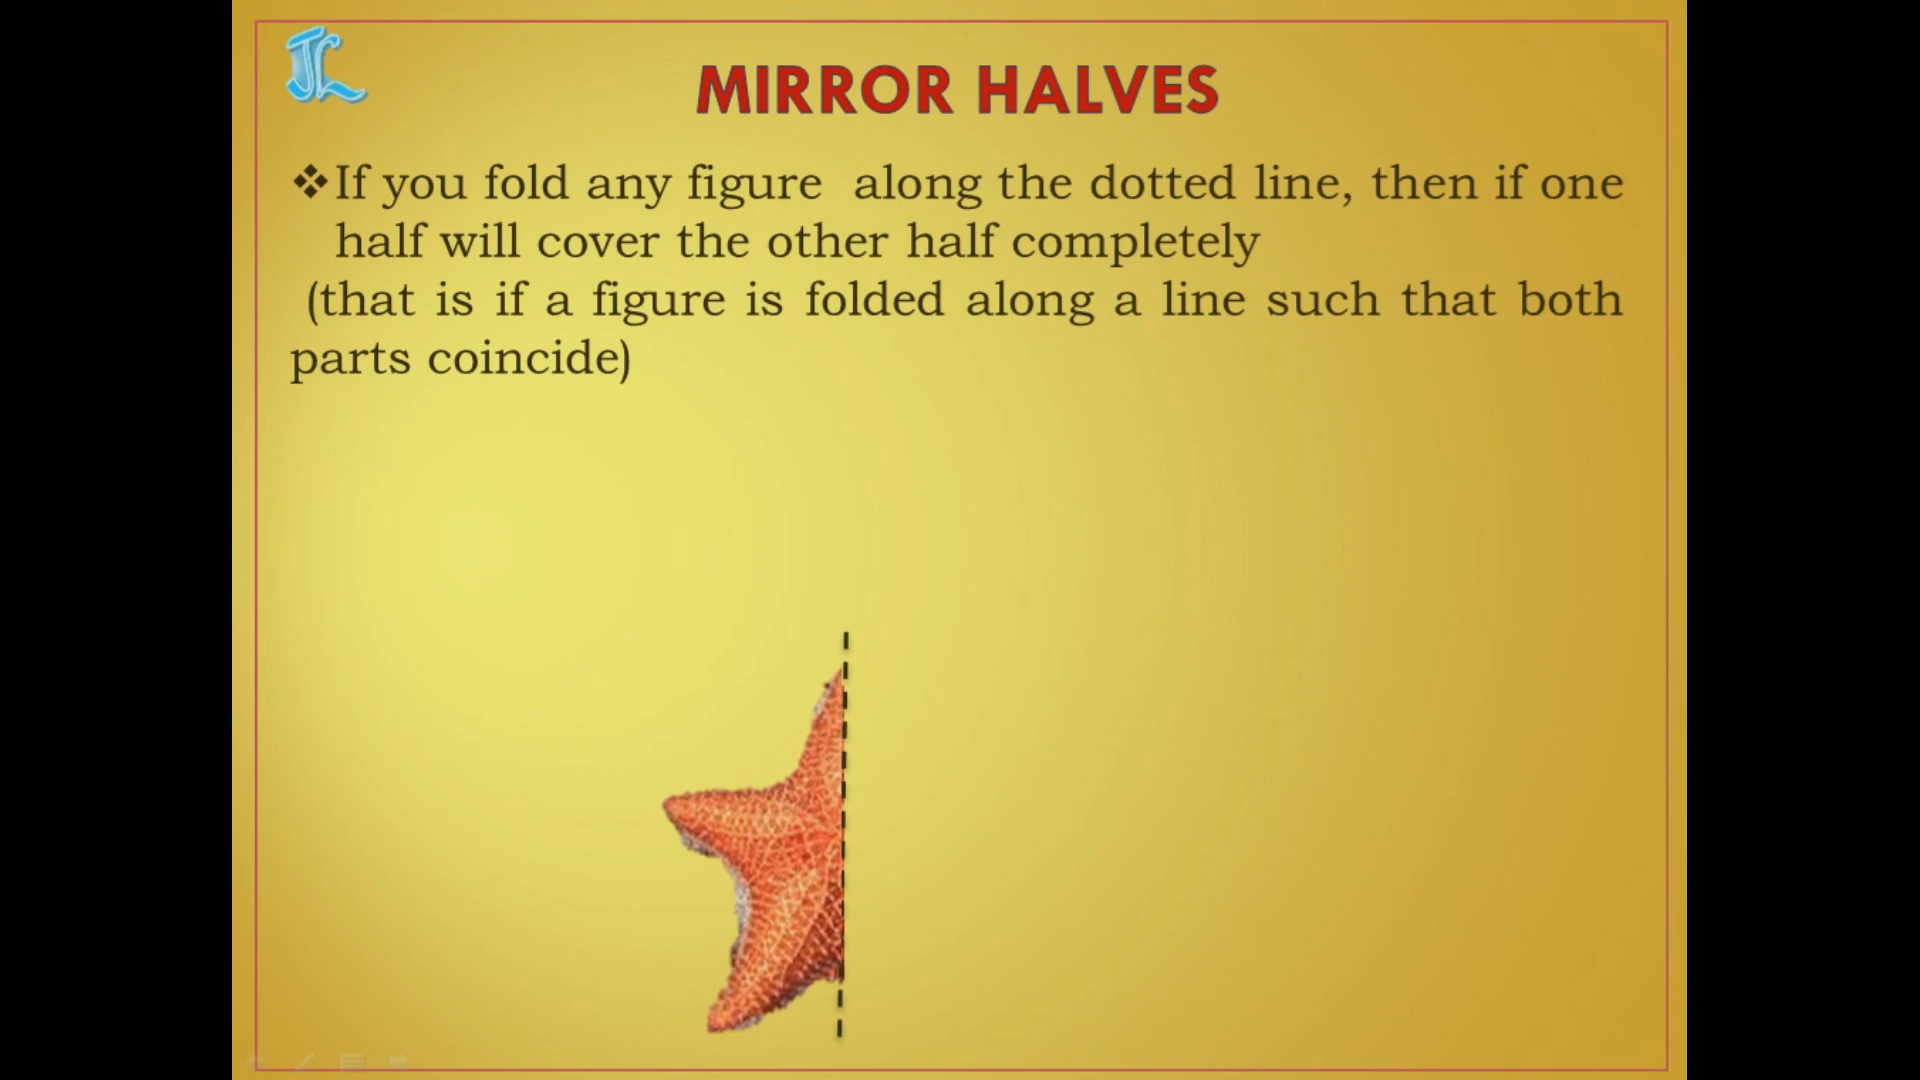 JL
MIRROR HALVES
❖If you fold any figure along the dotted line, then if one
half will cover the other half completely
(that is if a figure is folded along a line such that both
parts coincide)